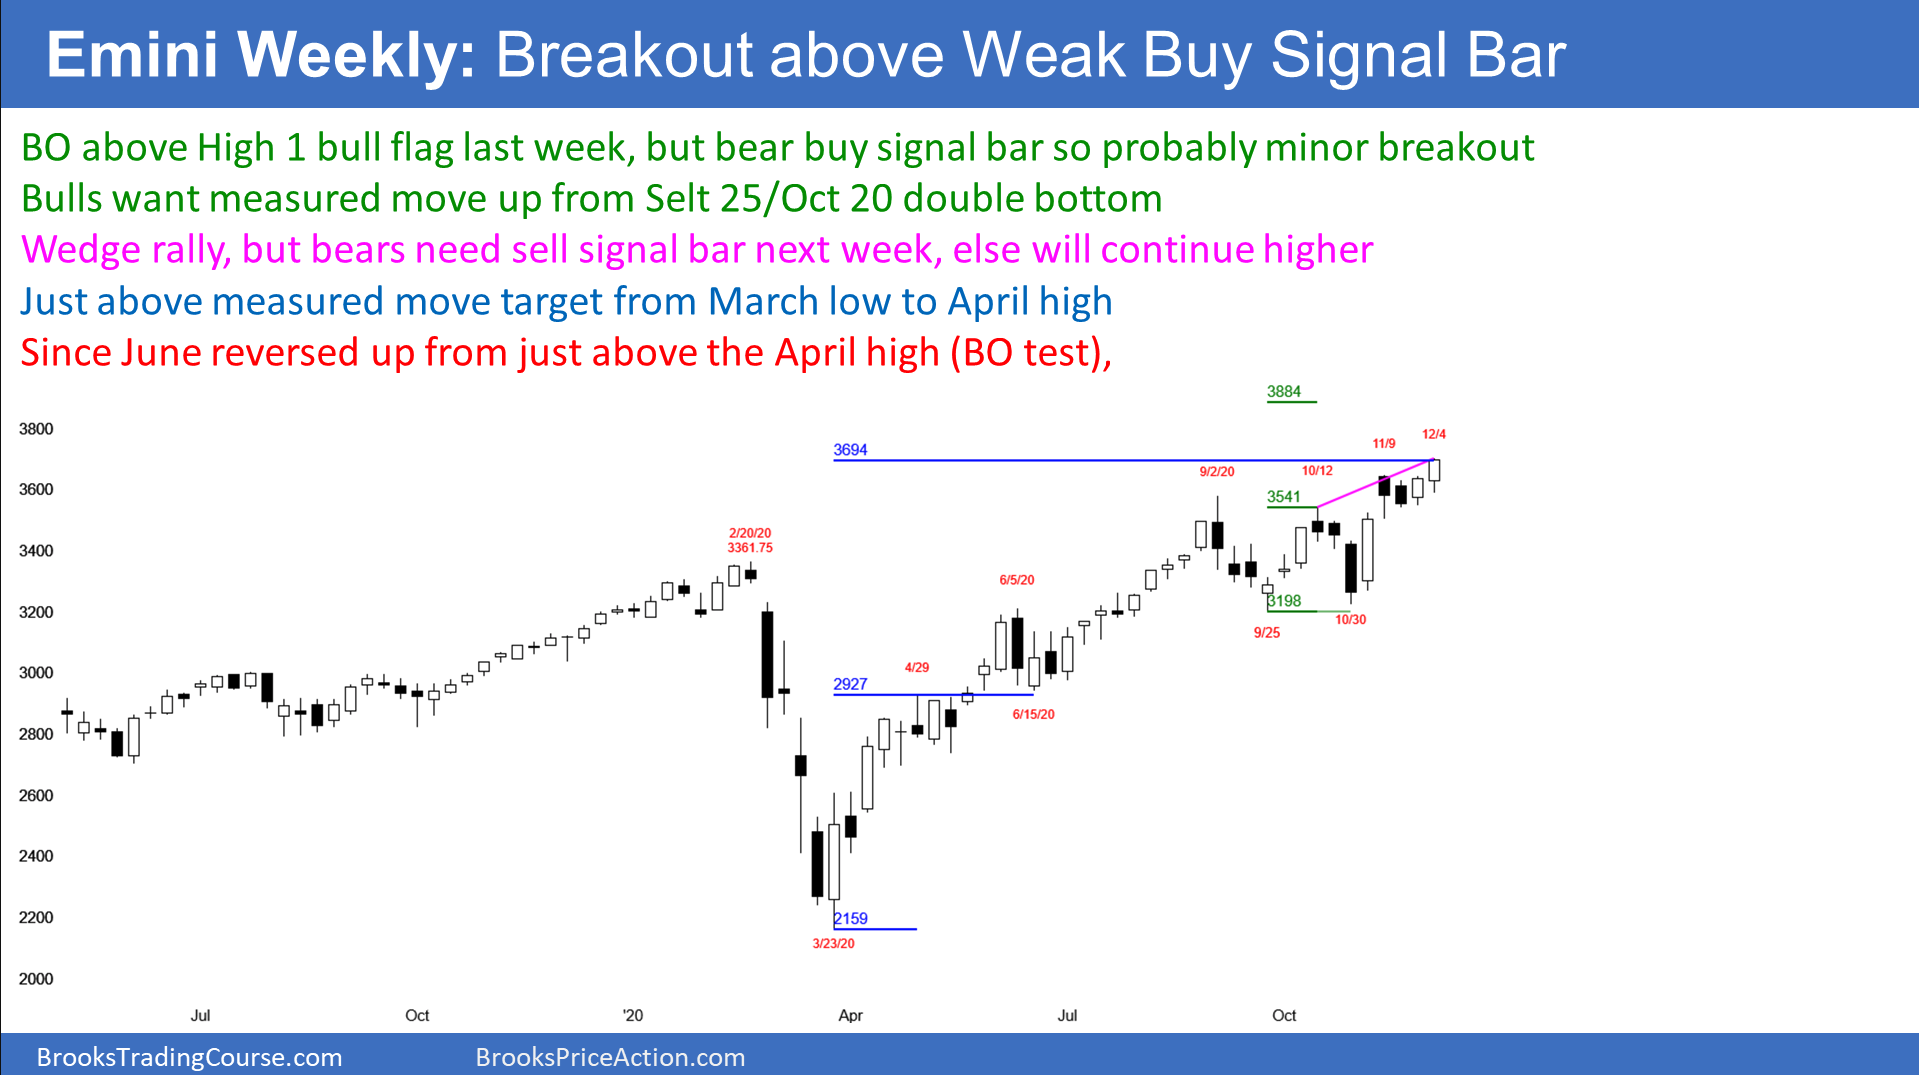 Emini Weekly: Breakout above Weak Buy Signal Bar
BO above High 1 bull flag last week, but bear buy signal bar so probably minor breakout
Bulls want measured move up from Selt 25/Oct 20 double bottom
Wedge rally, but bears need sell signal bar next week, else will continue higher
Just above measured move target from March low to April high
Since June reversed up from just above the April high (BO test),
3884
3800
12/4
11/9
3694
9/2/20
10/12
3600
3541
2/20/20
3361.75
3400
6/5/20
3200
3198
10/30
9/25
4/29
3000
2927
6/15/20
2800
2600
2400
2200
2159
3/23/20
2000
Jul
Oct
'20
Apr
Jul
Oct
BrooksTradingCourse.com
BrooksPriceAction.com